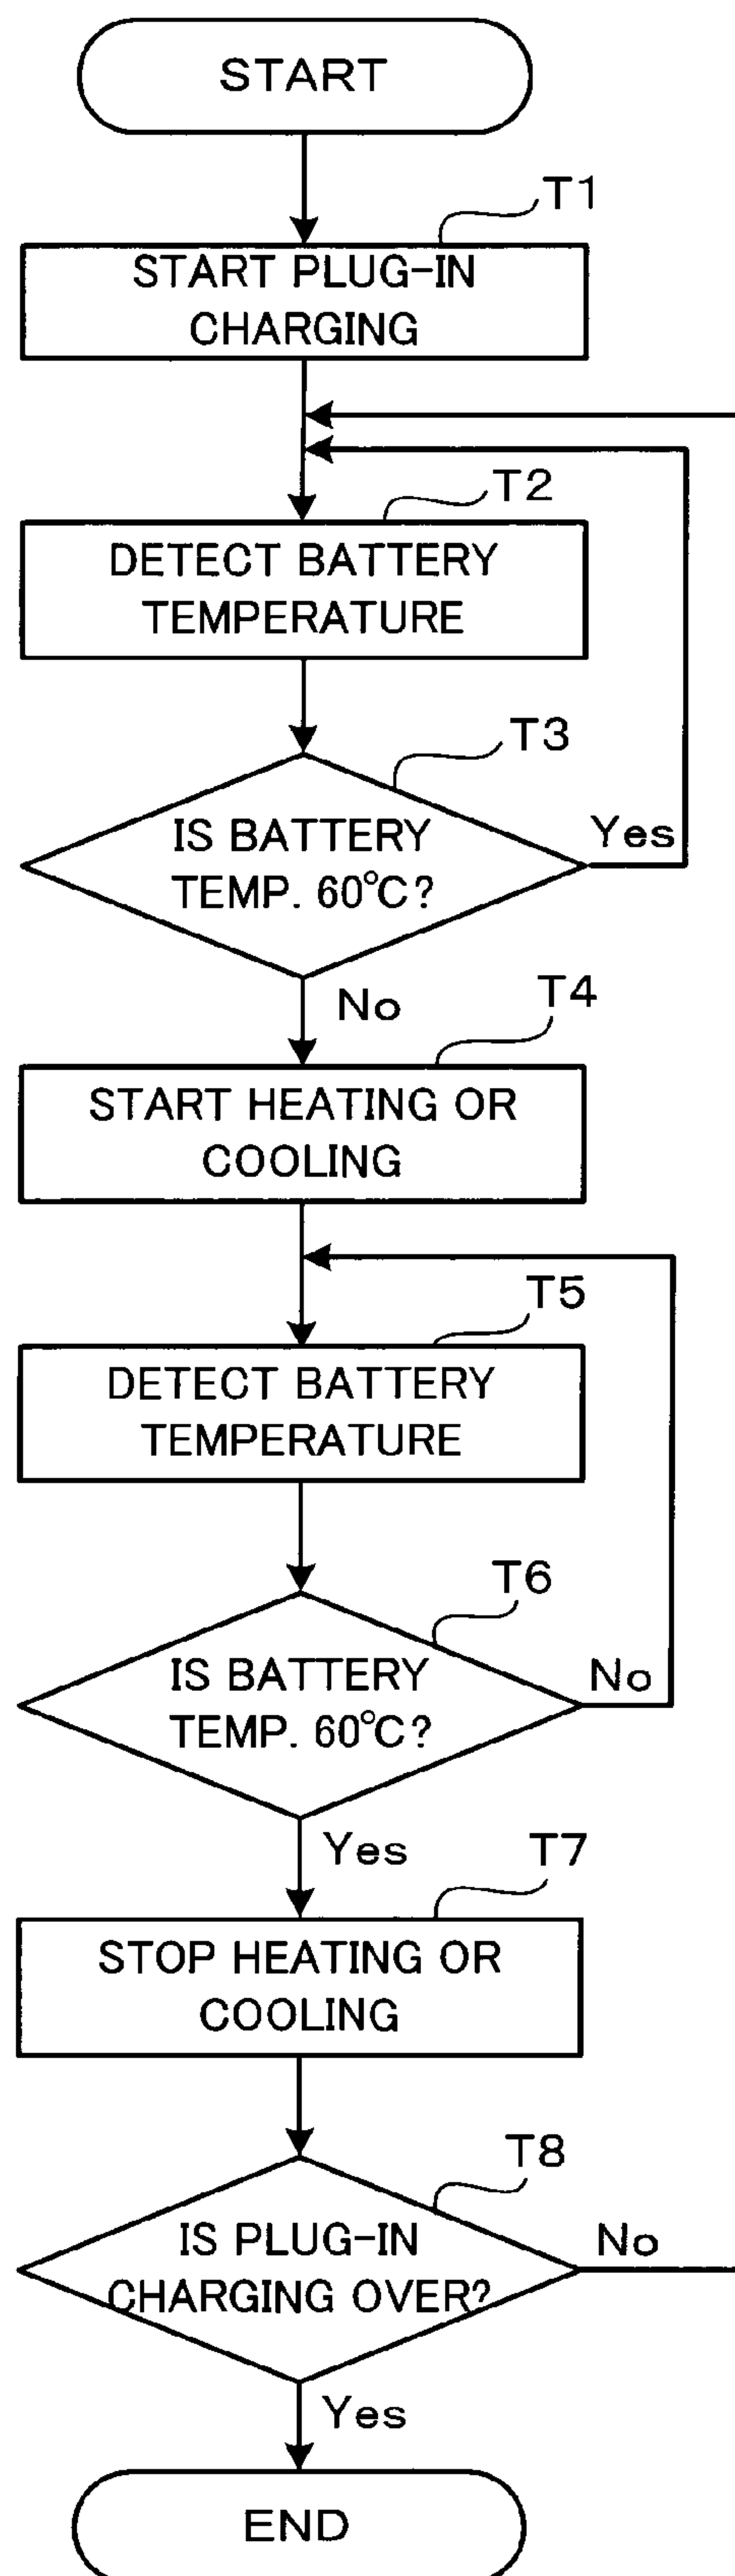 START
T1
START PLUG-IN
CHARGING
T2
DETECT BATTERY
TEMPERATURE
T3
IS BATTERY
TEMP. 60℃?
Yes
No
T4
START HEATING OR
COOLING
T5
DETECT BATTERY
TEMPERATURE
T6
IS BATTERY
TEMP. 60℃?
No
Yes
T7
STOP HEATING OR
COOLING
T8
IS PLUG-IN
CHARGING OVER?
No
Yes
END